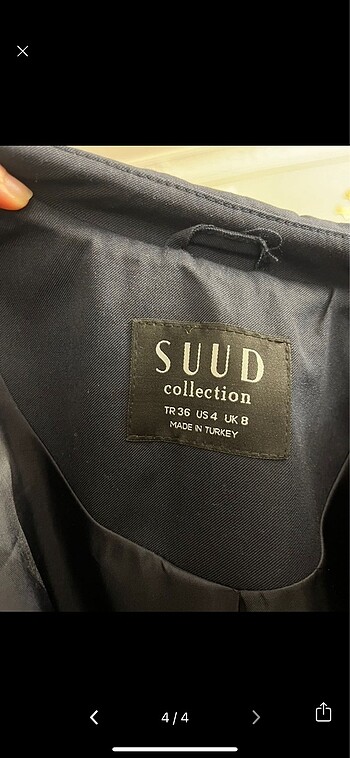 SUUD
collection
TR 36 US 4 UK 8
MADE IN TURKEY
4/4